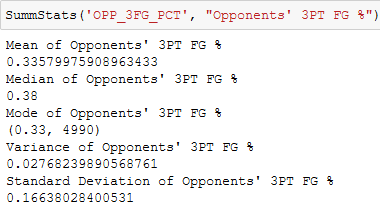 SummStats('OPP_3FG_PCT', "Opponents' 3PT FG %")
Mean of Opponents' 3PT FG %
0.33579975908963433
Median of Opponents' 3PT FG %
0.38
Mode of Opponents' 3PT FG %
(0.33, 4990)
Variance of Opponents' 3PT FG %
0.02768239890568761
Standard Deviation of Opponents' 3PT FG %
0.16638028400531